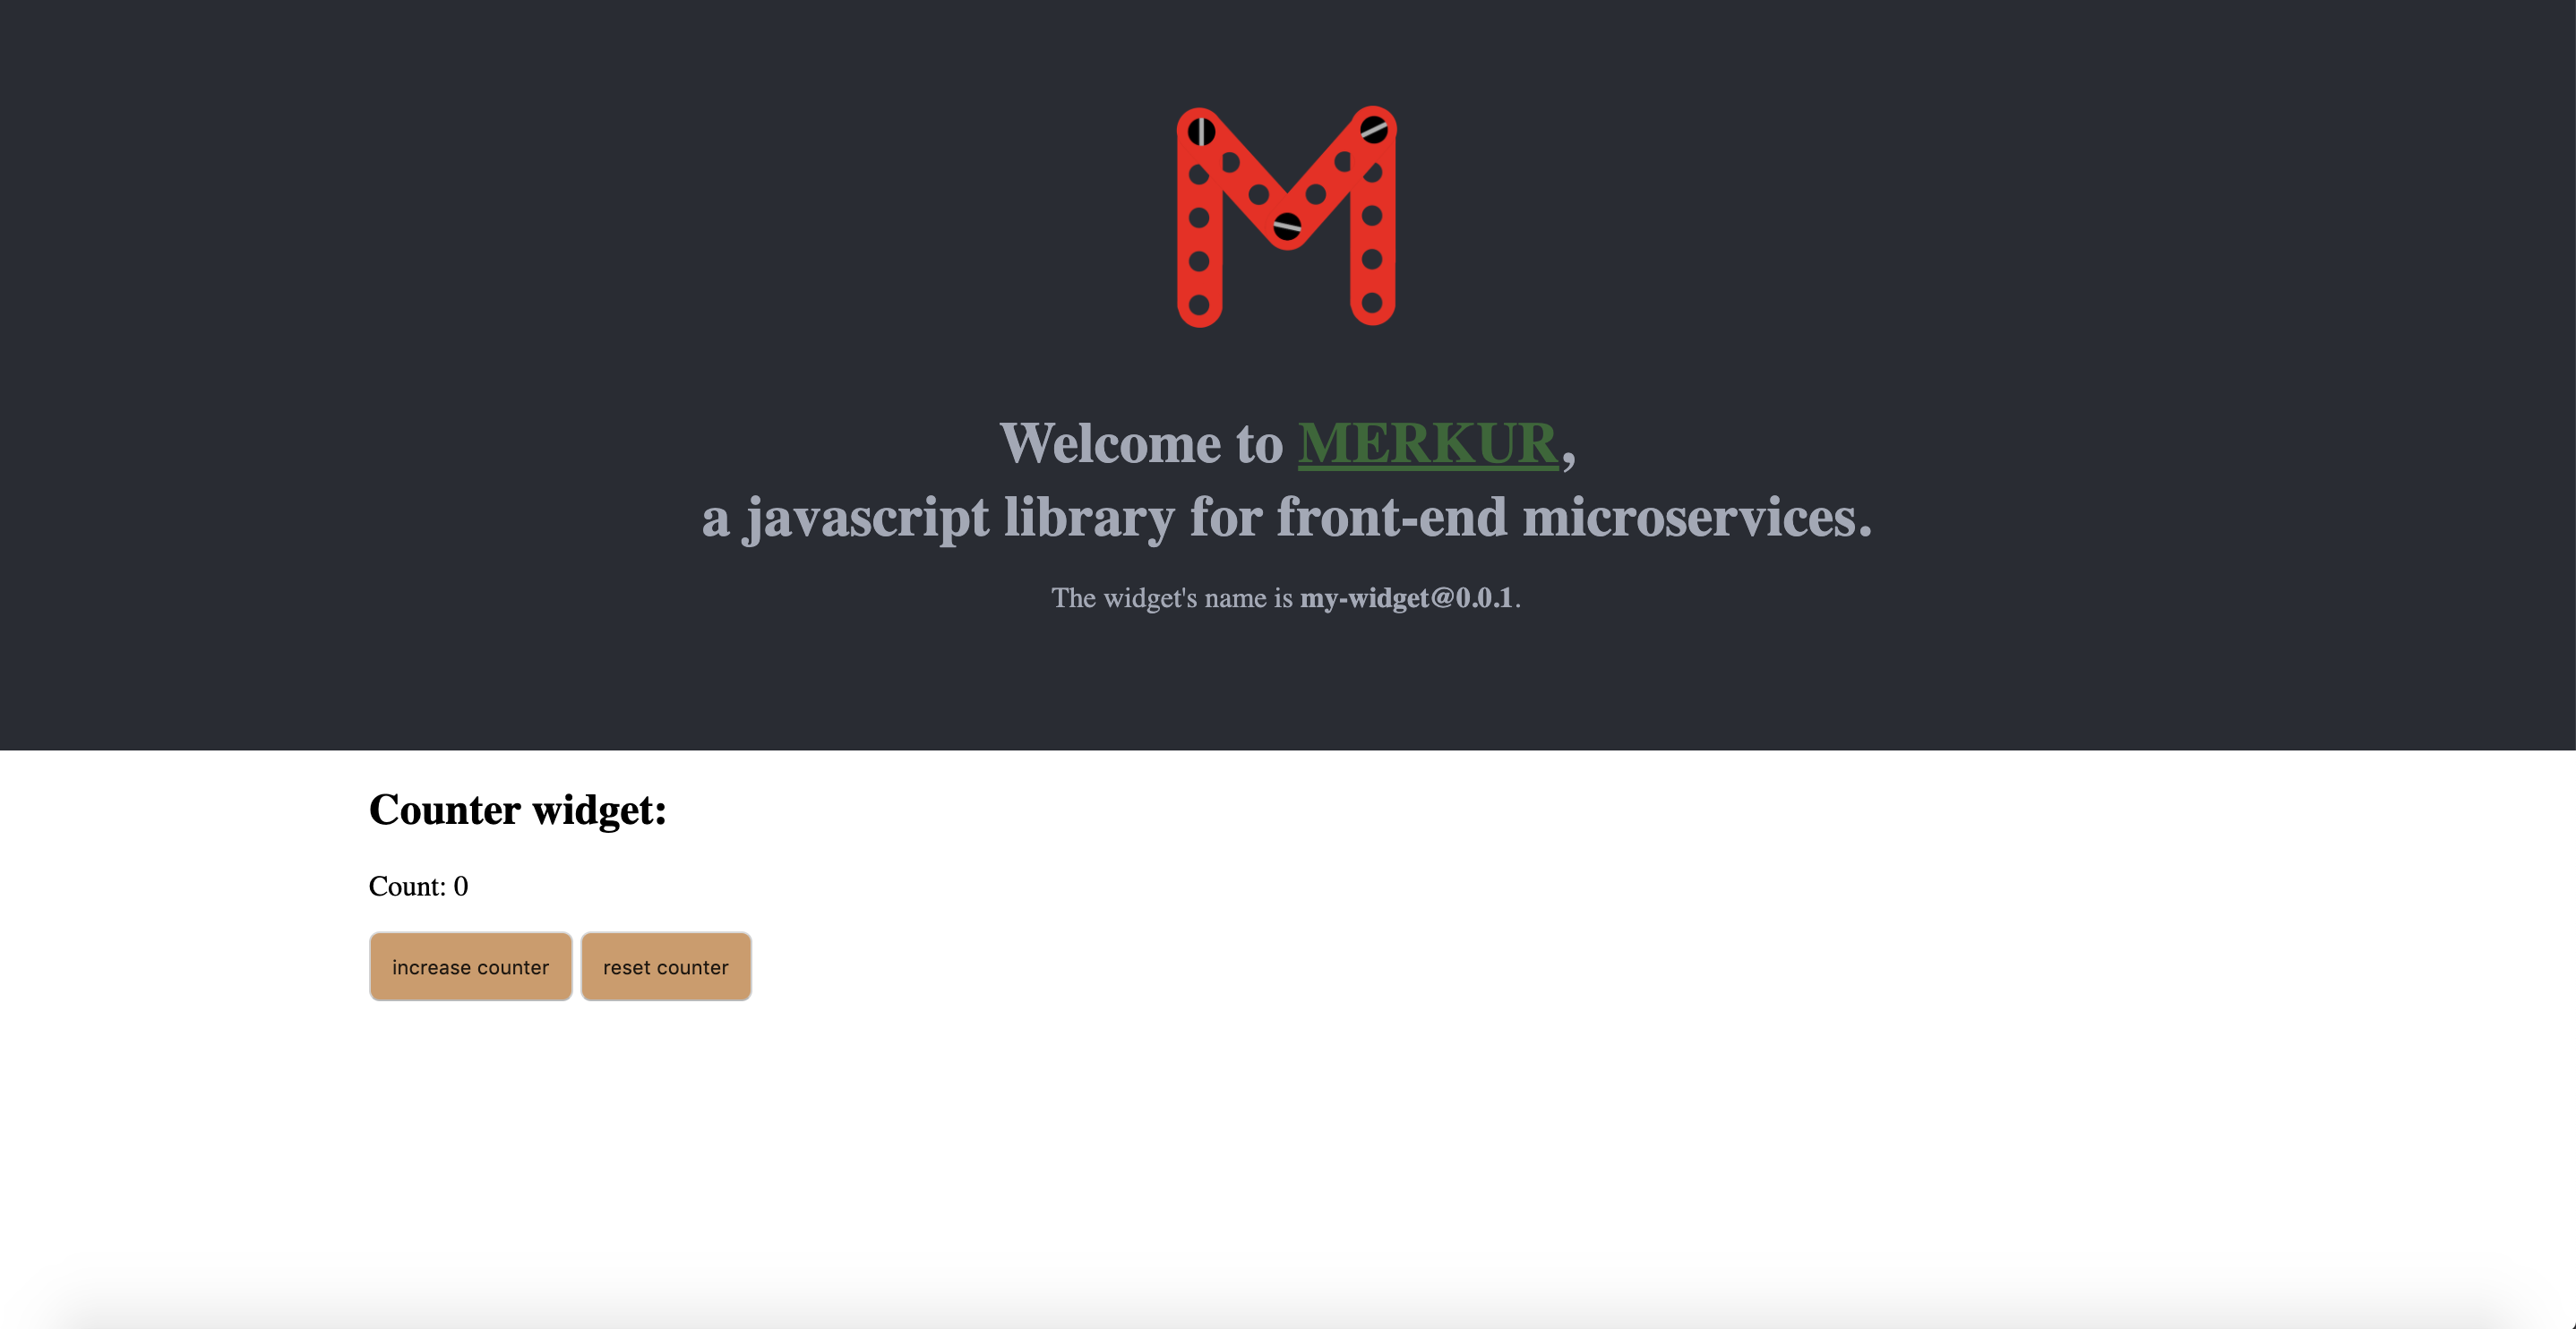 Welcome to MERKUR,
a javascript library for front-end microservices.
The widget's name is my-widget@0.0.1.
Counter widget:
Count: 0
increase counter reset counter